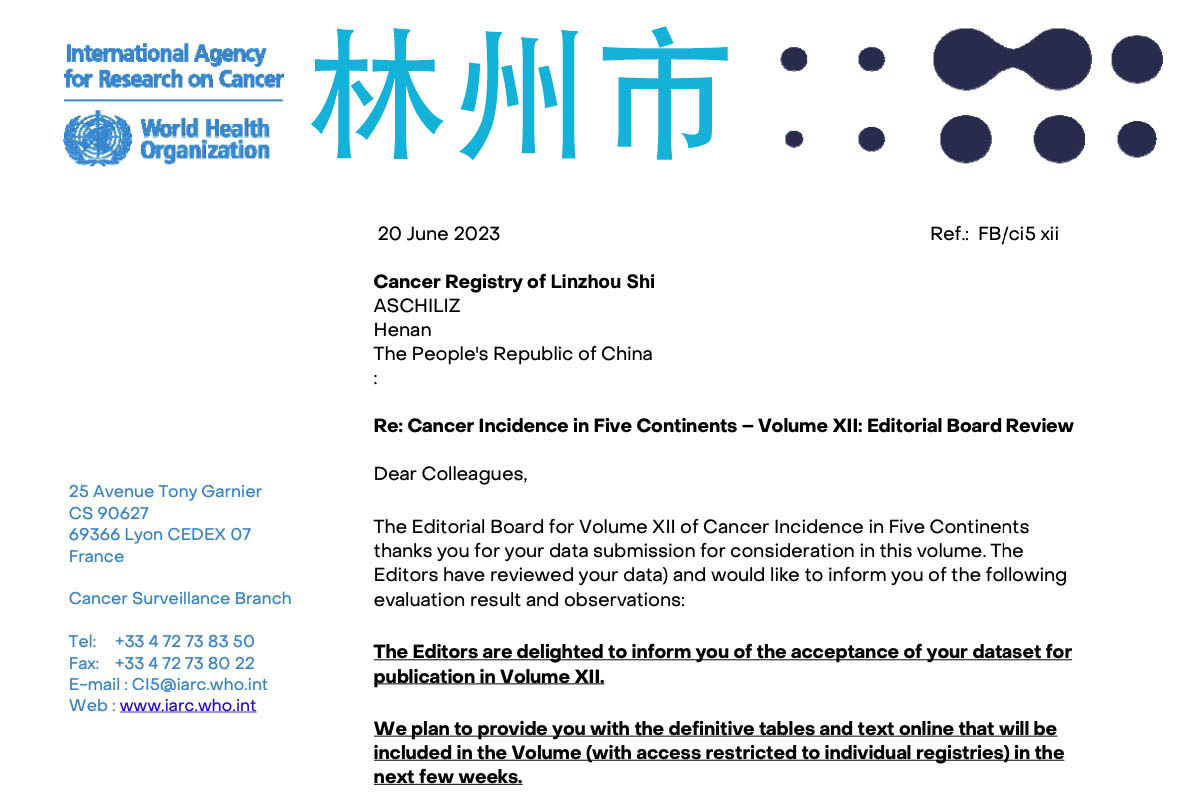 International Agency
for Research on Cancer
World Health
Organization
林州市
20 June 2023
Ref.: FB/ci5 xii
Cancer Registry of Linzhou Shi
ASCHILIZ
Henan
The People's Republic of China
:
Re: Cancer Incidence in Five Continents – Volume XII: Editorial Board Review
Dear Colleagues,
The Editorial Board for Volume XII of Cancer Incidence in Five Continents
thanks you for your data submission for consideration in this volume. The
Editors have reviewed your data) and would like to inform you of the following
evaluation result and observations:
The Editors are delighted to inform you of the acceptance of your dataset for
publication in Volume XII.
We plan to provide you with the definitive tables and text online that will be
included in the Volume (with access restricted to individual registries) in the
next few weeks.
25 Avenue Tony Garnier
CS 90627
69366 Lyon CEDEX 07
France
Cancer Surveillance Branch
Tel: +33 4 72 73 83 50
Fax: +33 4 72 73 80 22
E-mail : CI5@iarc.who.int
Web : www.iarc.who.int